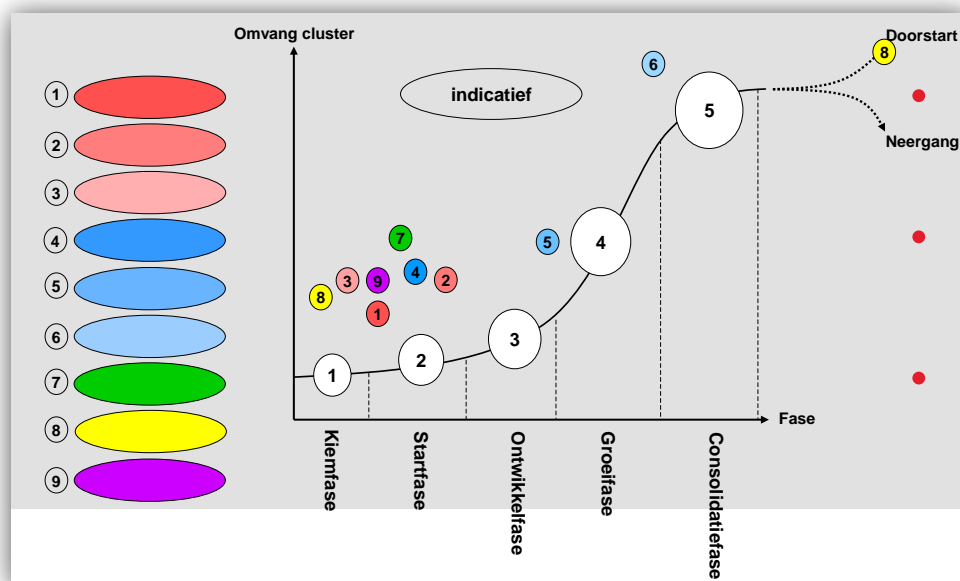 Omvang cluster
Doorstart
8
6
1
indicatief
5
2
Neergang
3
4
7
5
4
4
9
3
2
5
8
1
6
3
2
1
7
Fase
8
Kiemfase
Startfase
Ontwikkelfase
Groeifase
Consolidatiefase
9